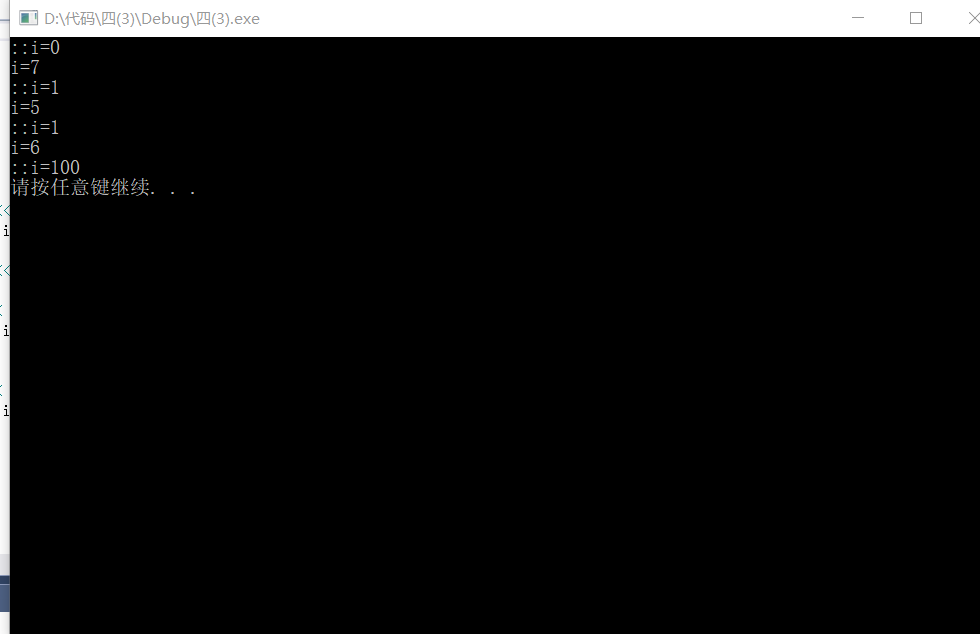 D:\代码\四(3)\Debug\四(3).exe
::i=0
i=7
::i=1
i=5
::i=1
i=6
::i=100
请按任意键继续. . .
<
i
<
i
i